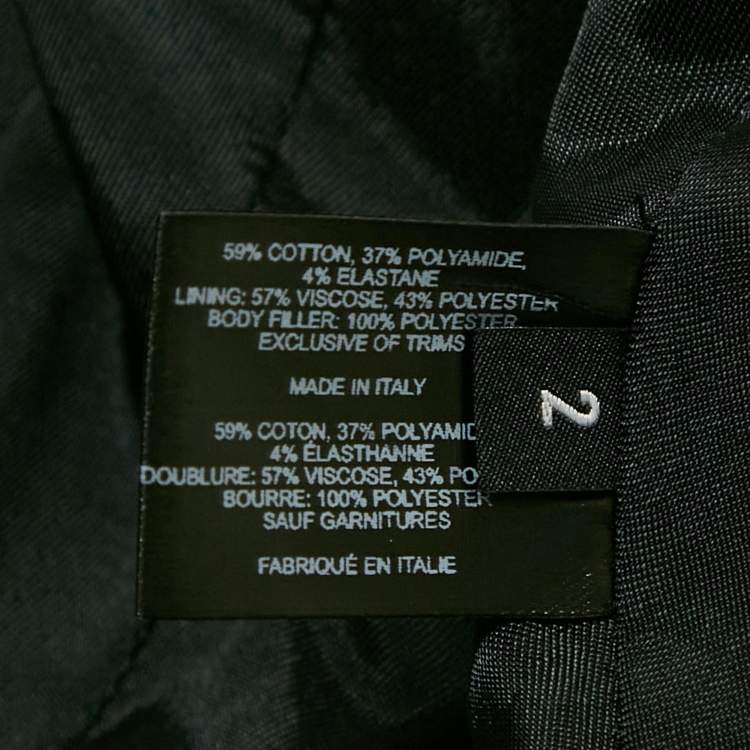 59% COTTON, 37% POLYAMIDE,
4% ELASTANE
LINING: 57% VISCOSE, 43% POLYESTER
BODY FILLER: 100% POLYESTER
EXCLUSIVE OF TRIMS
MADE IN ITALY
2
59% COTON, 37% POLYAMID
4% ÉLASTHANNE
DOUBLURE: 57% VISCOSE, 43% PO
BOURRE: 100% POLYESTER
SAUF GARNITURES
FABRIQUÉ EN ITALIE